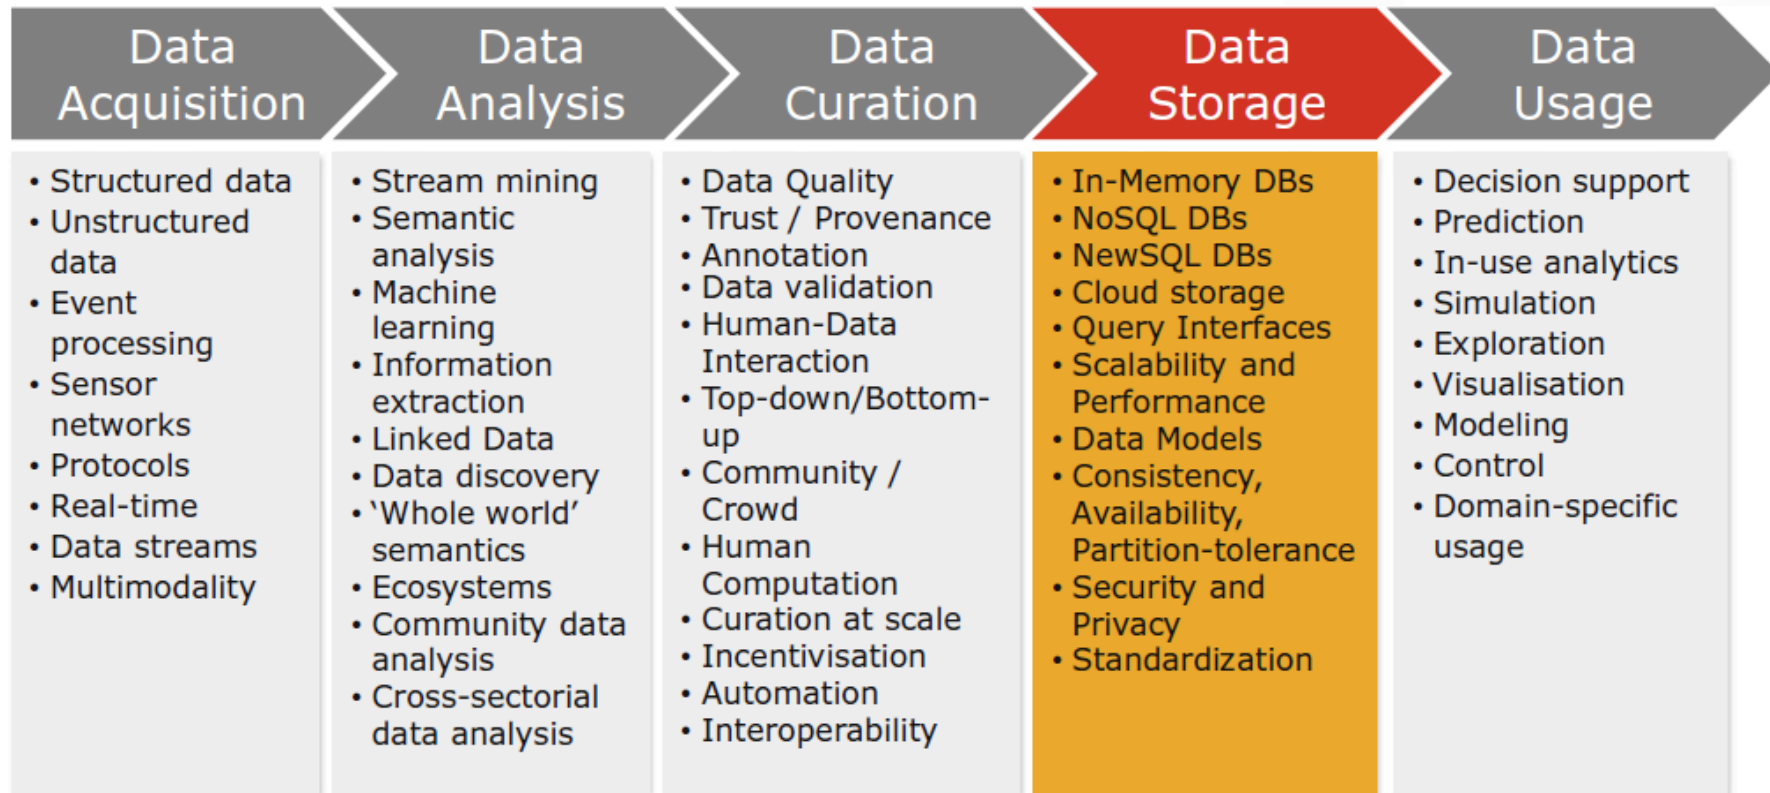 Data
Acquisition
Data
Analysis
Data
Curation
Data
Storage
Data
Usage
• Structured data
• Unstructured
data
• Event
processing
• Sensor
networks
• Protocols
• Real-time
• Data streams
• Multimodality
• Stream mining
• Semantic
analysis
• Machine
learning
• Information
extraction
• Linked Data
• Data discovery
• ‘Whole world’
semantics
• Ecosystems
• Community data
analysis
• Cross-sectorial
data analysis
• Data Quality
• Trust / Provenance
• Annotation
• Data validation
• Human-Data
Interaction
• Top-down/Bottom-
up
• Community /
Crowd
• Human
Computation
• Curation at scale
• Incentivisation
• Automation
• Interoperability
• In-Memory DBs
• NoSQL DBs
• NewSQL DBs
• Cloud storage
• Query Interfaces
• Scalability and
Performance
• Data Models
• Consistency,
Availability,
Partition-tolerance
• Security and
Privacy
• Standardization
• Decision support
• Prediction
• In-use analytics
• Simulation
• Exploration
• Visualisation
• Modeling
• Control
• Domain-specific
usage